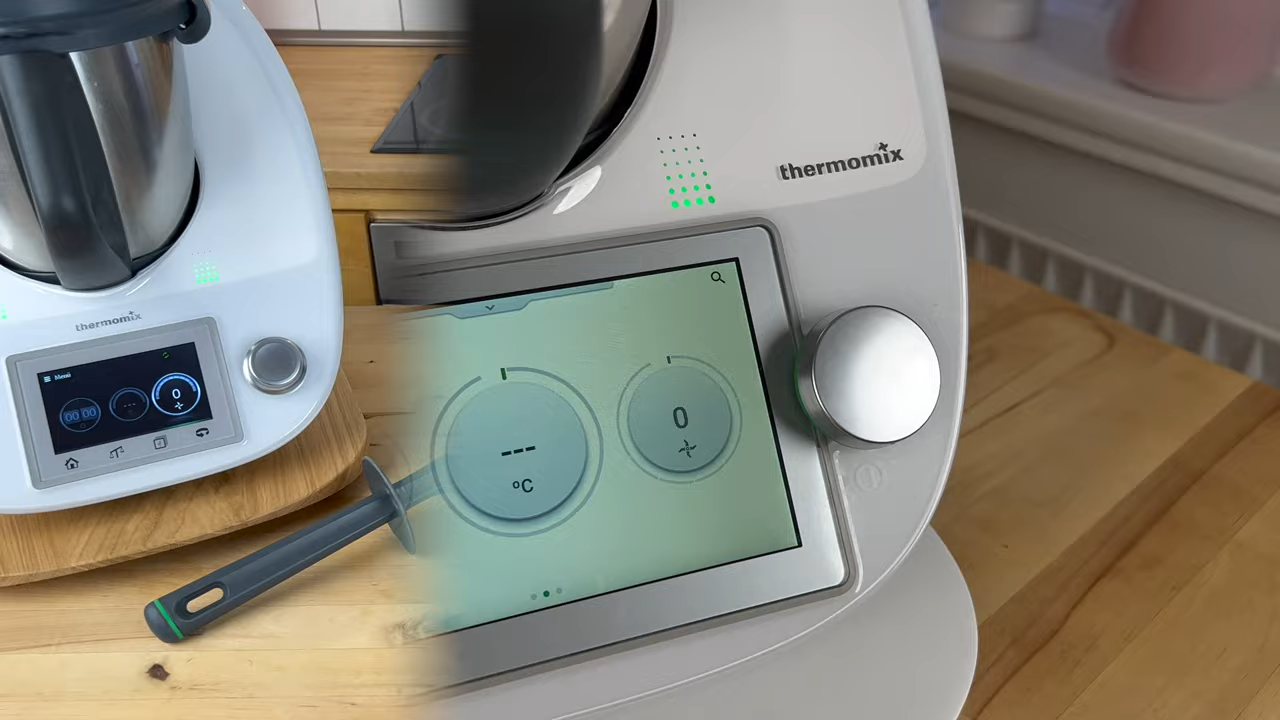 thermomix
Menü
00 00
---
0
thermomix
---
°C
0